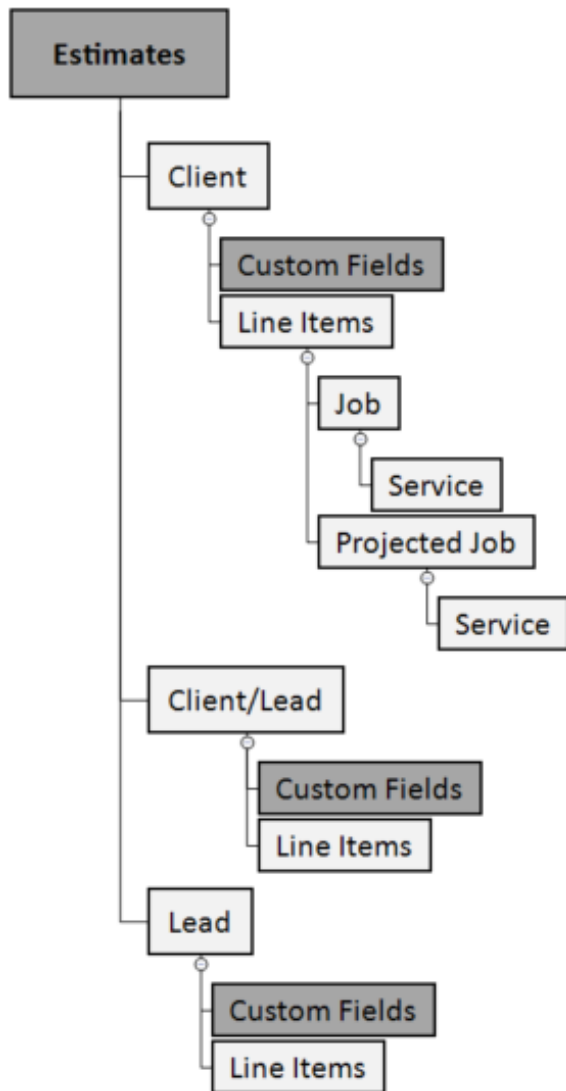 Estimates
Client
Custom Fields
Line Items
Job
Service
Projected Job
Service
Client/Lead
Custom Fields
Line Items
Lead
Custom Fields
Line Items